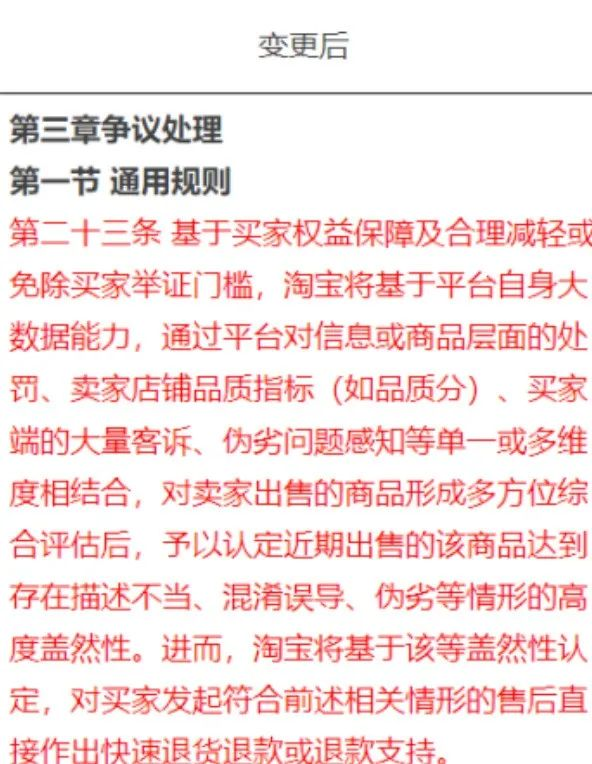 变更后
第三章争议处理
第一节 通用规则
第二十三条 基于买家权益保障及合理减轻或
免除买家举证门槛，淘宝将基于平台自身大
数据能力，通过平台对信息或商品层面的处
罚、卖家店铺品质指标（如品质分）、买家
端的大量客诉、伪劣问题感知等单一或多维
度相结合，对卖家出售的商品形成多方位综
合评估后，予以认定近期出售的该商品达到
存在描述不当、混淆误导、伪劣等情形的高
度盖然性。进而，淘宝将基于该等盖然性认
定，对买家发起符合前述相关情形的售后直
接作出快速退货退款或退款支持。